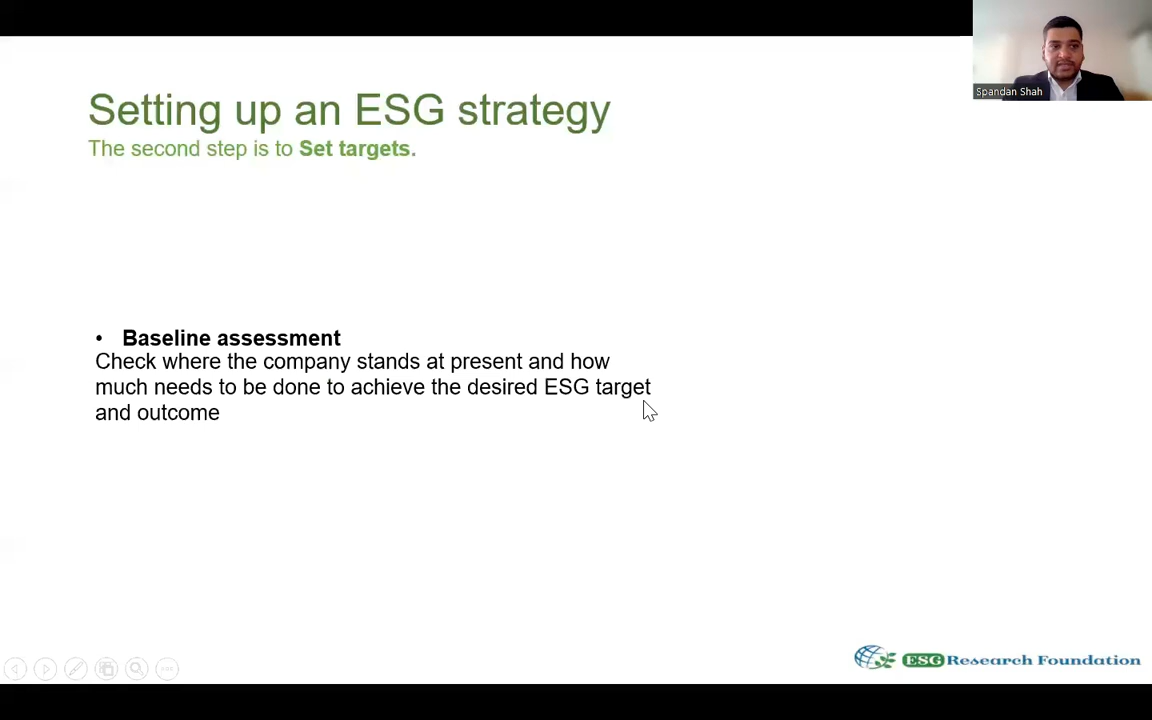 Spandan Shah
Setting up an ESG strategy
The second step is to Set targets.
• Baseline assessment
Check where the company stands at present and how
much needs to be done to achieve the desired ESG target
and outcome
ESG Research Foundation